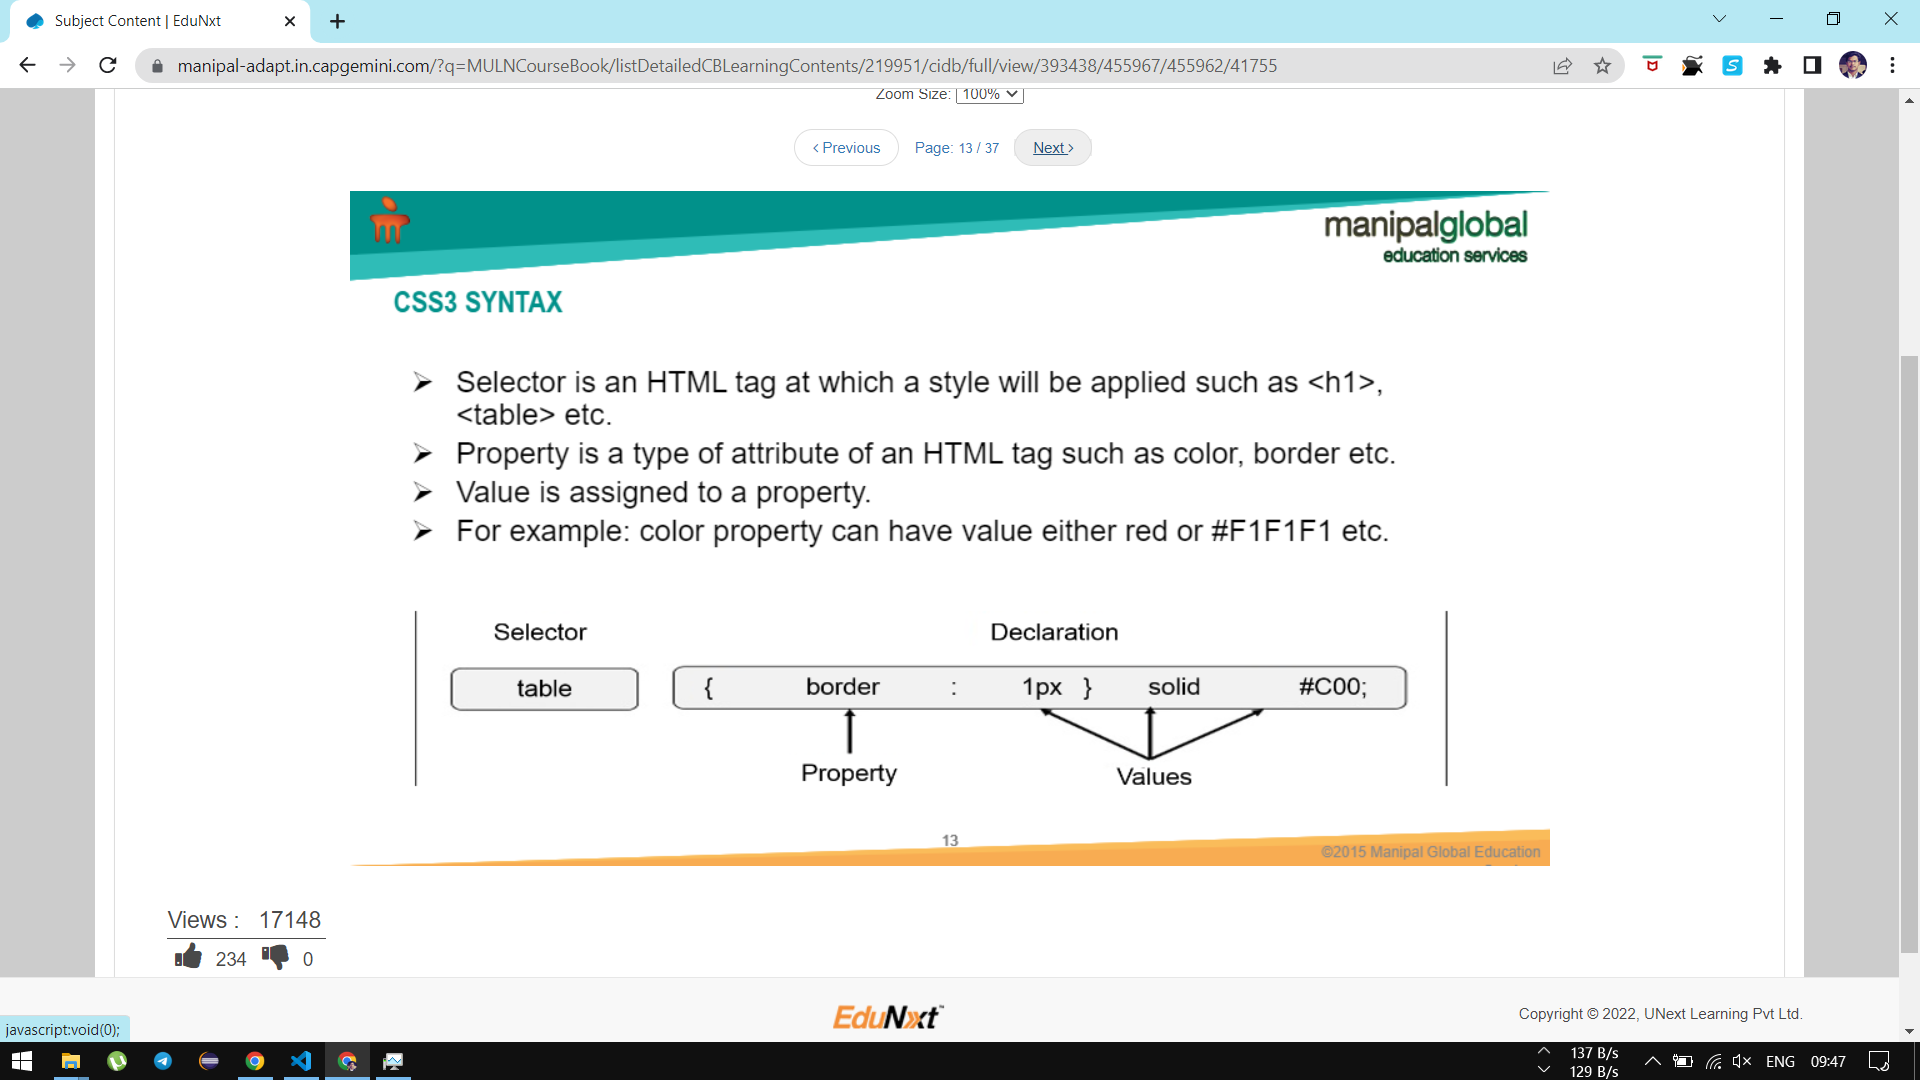 Subject Content | EduNxt
manipal-adapt.in.capgemini.com/?q=MULNCourseBook/listDetailedCBLearningContents/219951/cidb/full/view/393438/455967/455962/41755
Zoom Size: 100%
‹ Previous Page: 13 / 37 Next ›
manipalglobal
education services
CSS3 SYNTAX
➢ Selector is an HTML tag at which a style will be applied such as <h1>,
<table> etc.
➢ Property is a type of attribute of an HTML tag such as color, border etc.
➢ Value is assigned to a property.
➢ For example: color property can have value either red or #F1F1F1 etc.
Selector Declaration
table { border : 1px } solid #C00;
Property Values
13
©2015 Manipal Global Education
Views : 17148
234 0
EduNxt™
Copyright © 2022, UNext Learning Pvt Ltd.
javascript:void(0);
137 B/s
129 B/s
ENG 09:47